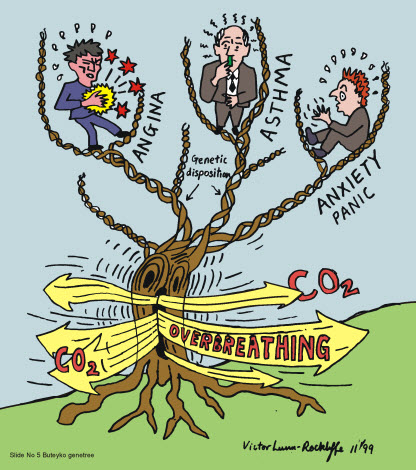 ANGINA
ASTHMA
Genetic
disposition
ANXIETY
PANIC
CO2
OVERBREATHING
CO2
Victor Lunn-Rockliffe 11/99
Slide No 5 Buteyko genetree